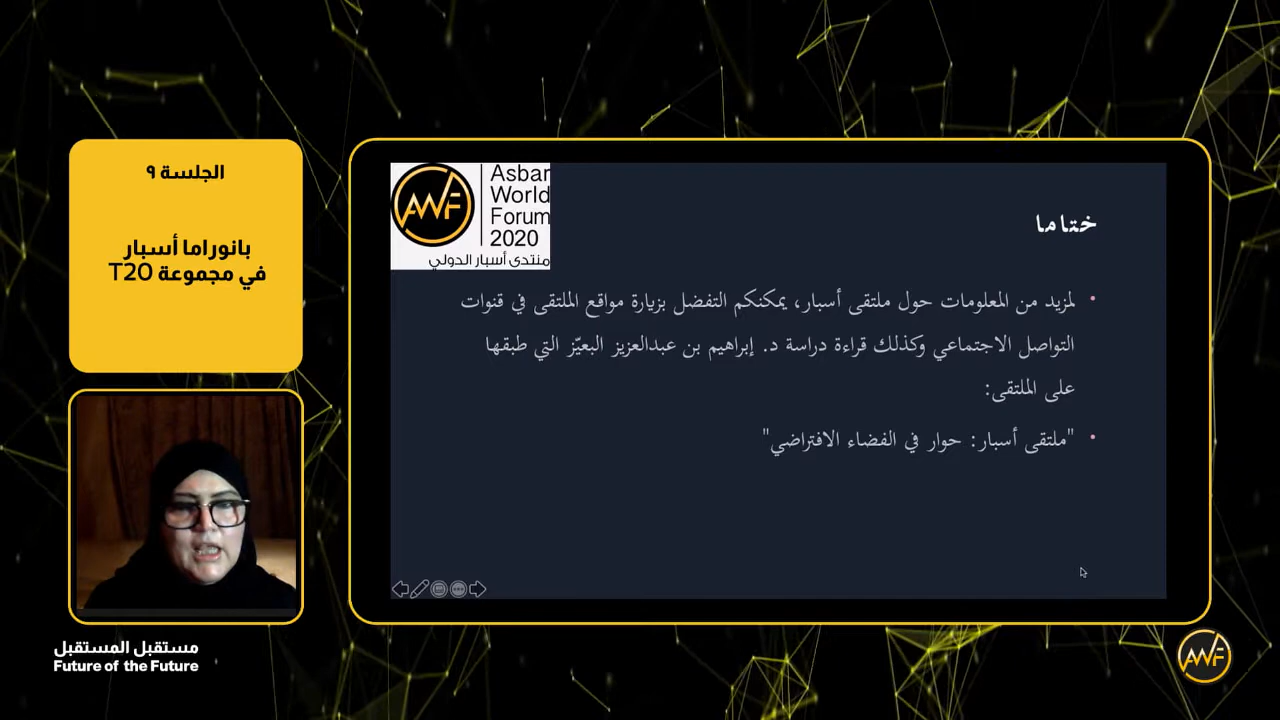 الجلسة ٩
بانوراما أسبار
في مجموعة T20
Asbar
World
Forum
2020
منتدى أسبار الدولي
AWF
ختاما
• لمزيد من المعلومات حول ملتقى أسبار، يمكنكم التفضل بزيارة مواقع الملتقى في قنوات
التواصل الاجتماعي وكذلك قراءة دراسة د. إبراهيم بن عبدالعزيز البعيّز التي طبقها
على الملتقى:
• "ملتقى أسبار: حوار في الفضاء الافتراضي"
مستقبل المستقبل
Future of the Future
AWF